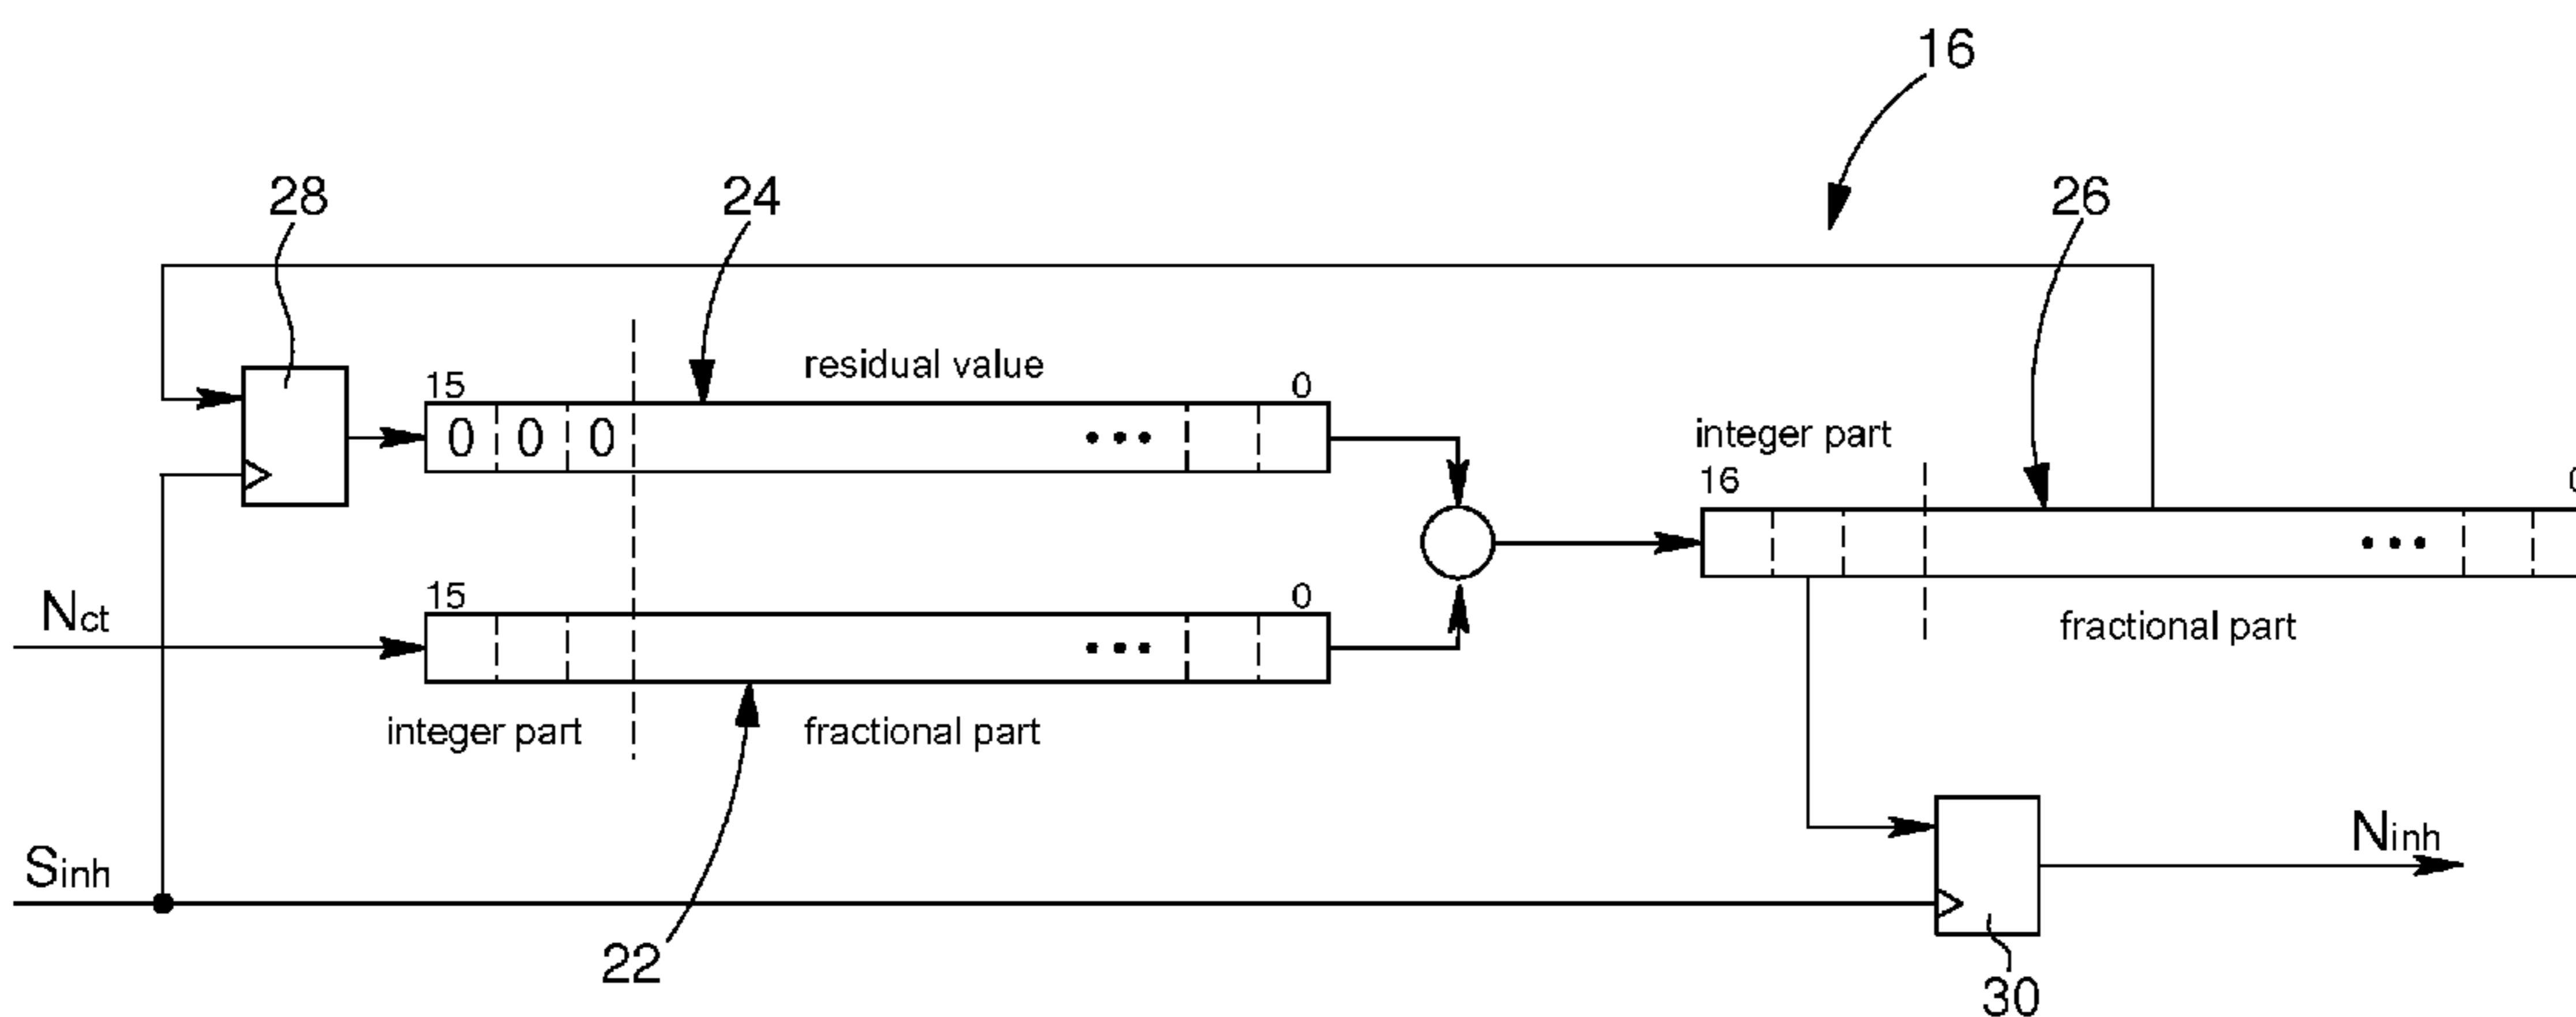 16
28
24
26
residual value
15
0
0 0 0
integer part
16
15
0
Nct
fractional part
integer part
fractional part
Ninh
Sinh
22
30